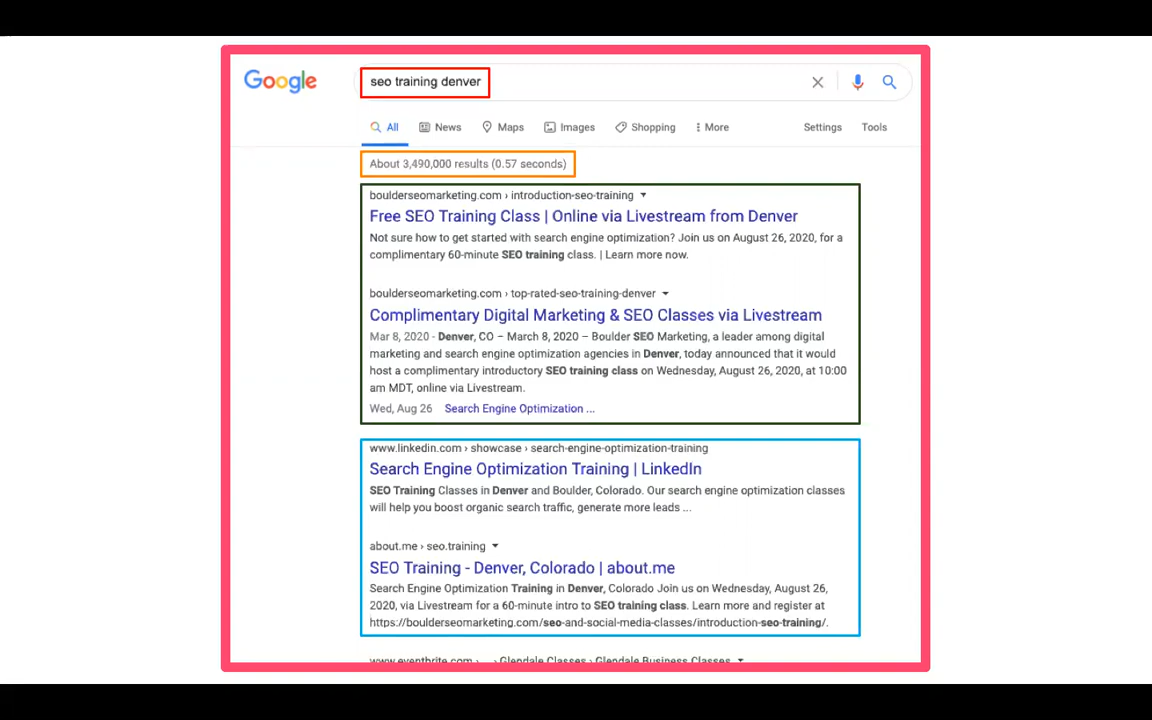 Google
seo training denver
All News Maps Images Shopping More Settings Tools
About 3,490,000 results (0.57 seconds)
boulderseomarketing.com › introduction-seo-training
Free SEO Training Class | Online via Livestream from Denver
Not sure how to get started with search engine optimization? Join us on August 26, 2020, for a
complimentary 60-minute SEO training class. | Learn more now.
boulderseomarketing.com › top-rated-seo-training-denver
Complimentary Digital Marketing & SEO Classes via Livestream
Mar 8, 2020 - Denver, CO – March 8, 2020 – Boulder SEO Marketing, a leader among digital
marketing and search engine optimization agencies in Denver, today announced that it would
host a complimentary introductory SEO training class on Wednesday, August 26, 2020, at 10:00
am MDT, online via Livestream.
Wed, Aug 26 Search Engine Optimization ...
www.linkedin.com › showcase › search-engine-optimization-training
Search Engine Optimization Training | LinkedIn
SEO Training Classes in Denver and Boulder, Colorado. Our search engine optimization classes
will help you boost organic search traffic, generate more leads ...
about.me › seo.training
SEO Training - Denver, Colorado | about.me
Search Engine Optimization Training in Denver, Colorado Join us on Wednesday, August 26,
2020, via Livestream for a 60-minute intro to SEO training class. Learn more and register at
https://boulderseomarketing.com/seo-and-social-media-classes/introduction-seo-training/.
www.eventbrite.com › ... › Glendale Classes › Glendale Business Classes